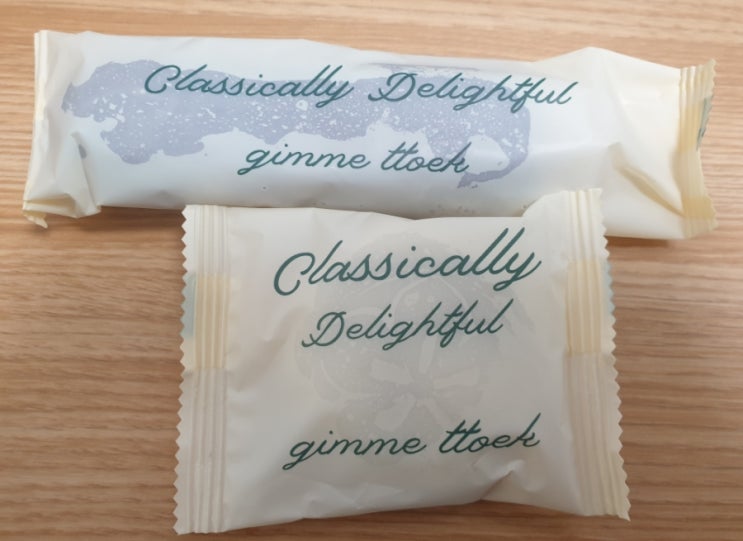 Classically Delightful
gimme ttoek
Classically
Delightful
gimme ttoek